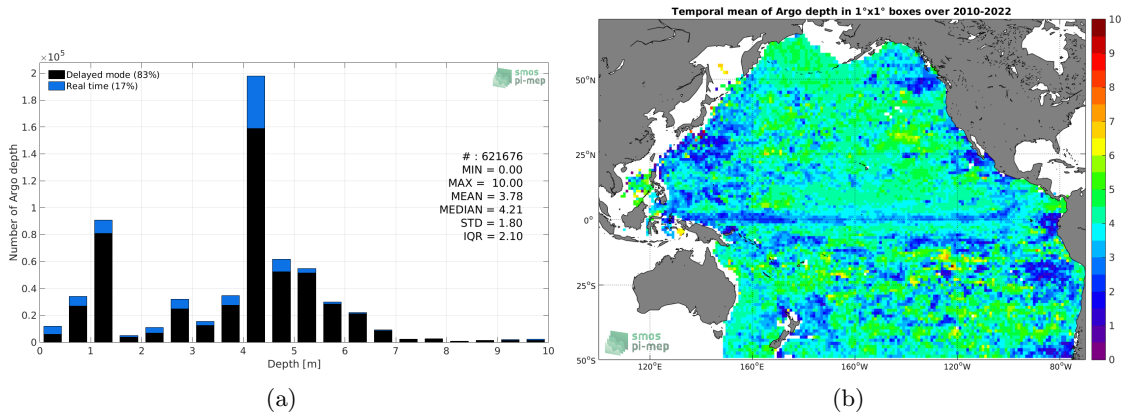 ×10⁵
Delayed mode (83%)
Real time (17%)
smos
pi-mep
2
1.8
1.6
1.4
1.2
1
0.8
0.6
0.4
0.2
0
Number of Argo depth
# : 621676
MIN = 0.00
MAX = 10.00
MEAN = 3.78
MEDIAN = 4.21
STD = 1.80
IQR = 2.10
0 1 2 3 4 5 6 7 8 9 10
Depth [m]
(a)
Temporal mean of Argo depth in 1°x1° boxes over 2010-2022
50°N
25°N
0°
25°S
50°S
120°E 160°E 160°W 120°W 80°W
smos
pi-mep
10
9
8
7
6
5
4
3
2
1
0
(b)